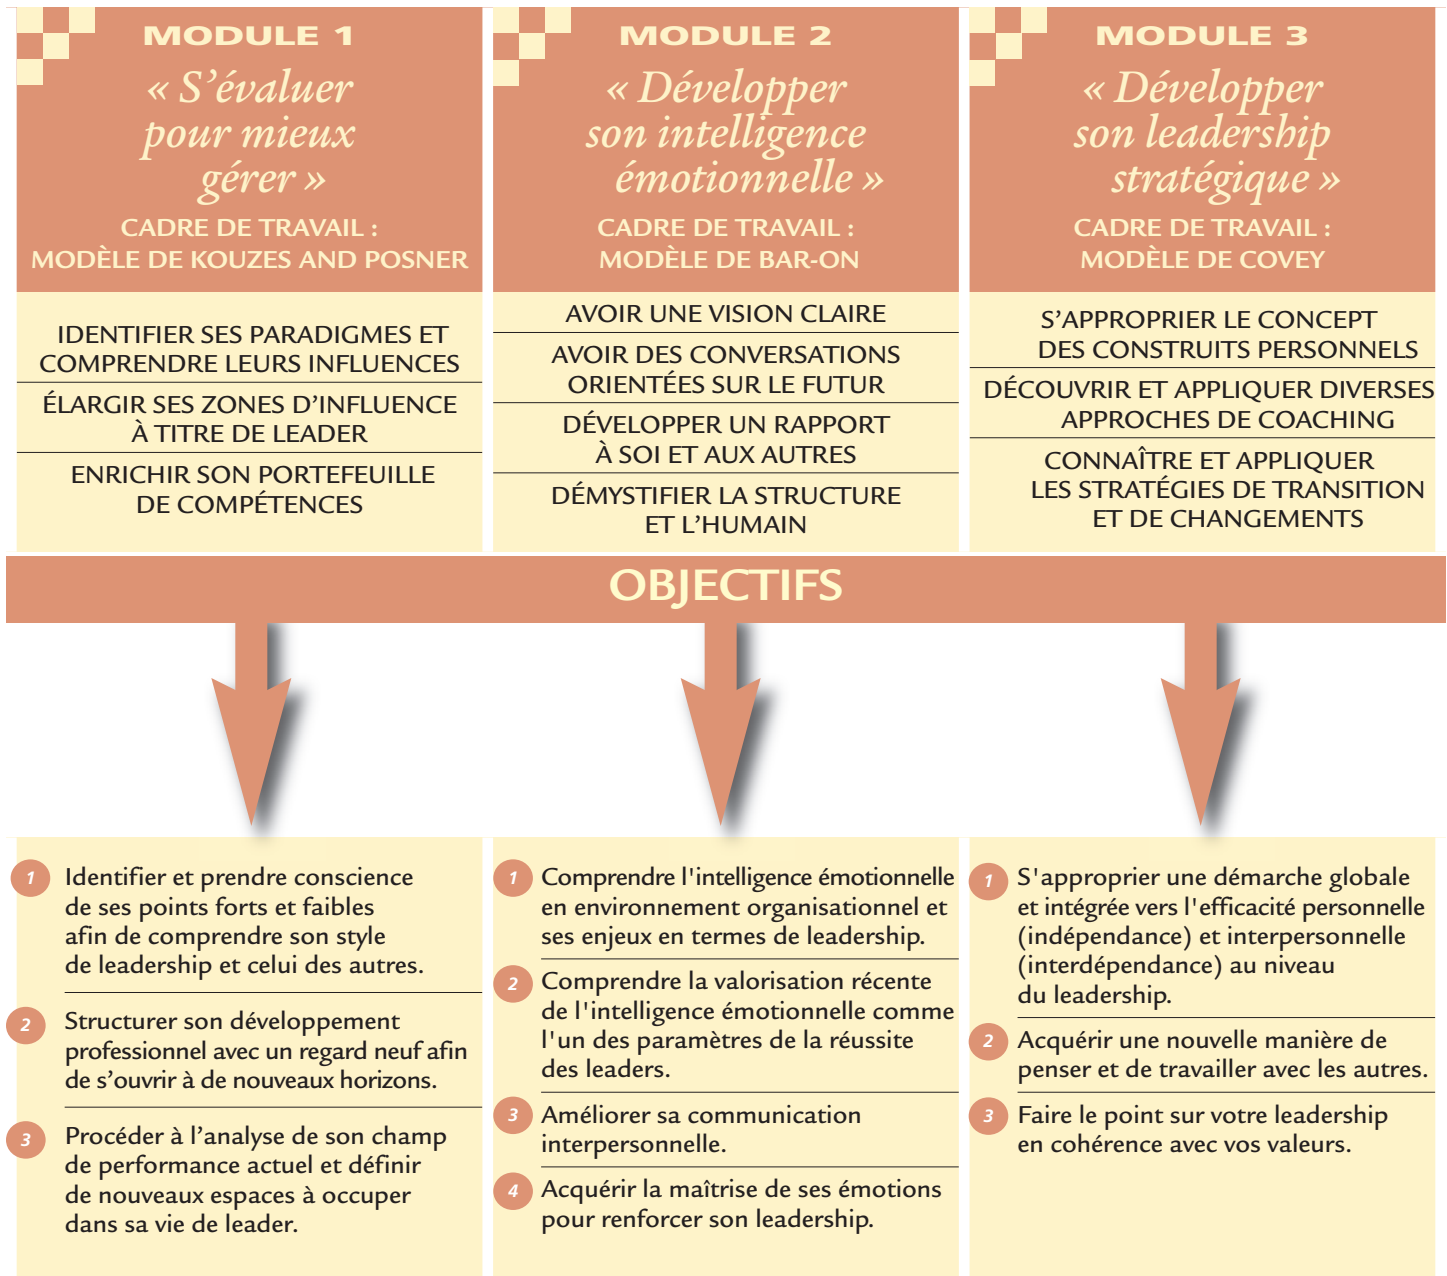 MODULE 1
« S’évaluer
pour mieux
gérer »
CADRE DE TRAVAIL :
MODÈLE DE KOUZES AND POSNER
IDENTIFIER SES PARADIGMES ET
COMPRENDRE LEURS INFLUENCES
ÉLARGIR SES ZONES D’INFLUENCE
À TITRE DE LEADER
ENRICHIR SON PORTEFEUILLE
DE COMPÉTENCES
MODULE 2
« Développer
son intelligence
émotionnelle »
CADRE DE TRAVAIL :
MODÈLE DE BAR-ON
AVOIR UNE VISION CLAIRE
AVOIR DES CONVERSATIONS
ORIENTÉES SUR LE FUTUR
DÉVELOPPER UN RAPPORT
À SOI ET AUX AUTRES
DÉMYSTIFIER LA STRUCTURE
ET L’HUMAIN
MODULE 3
« Développer
son leadership
stratégique »
CADRE DE TRAVAIL :
MODÈLE DE COVEY
S’APPROPRIER LE CONCEPT
DES CONSTRUITS PERSONNELS
DÉCOUVRIR ET APPLIQUER DIVERSES
APPROCHES DE COACHING
CONNAÎTRE ET APPLIQUER
LES STRATÉGIES DE TRANSITION
ET DE CHANGEMENTS
OBJECTIFS
1 Identifier et prendre conscience
de ses points forts et faibles
afin de comprendre son style
de leadership et celui des autres.
2 Structurer son développement
professionnel avec un regard neuf afin
de s’ouvrir à de nouveaux horizons.
3 Procéder à l’analyse de son champ
de performance actuel et définir
de nouveaux espaces à occuper
dans sa vie de leader.
1 Comprendre l'intelligence émotionnelle
en environnement organisationnel et
ses enjeux en termes de leadership.
2 Comprendre la valorisation récente
de l'intelligence émotionnelle comme
l'un des paramètres de la réussite
des leaders.
3 Améliorer sa communication
interpersonnelle.
4 Acquérir la maîtrise de ses émotions
pour renforcer son leadership.
1 S'approprier une démarche globale
et intégrée vers l'efficacité personnelle
(indépendance) et interpersonnelle
(interdépendance) au niveau
du leadership.
2 Acquérir une nouvelle manière de
penser et de travailler avec les autres.
3 Faire le point sur votre leadership
en cohérence avec vos valeurs.